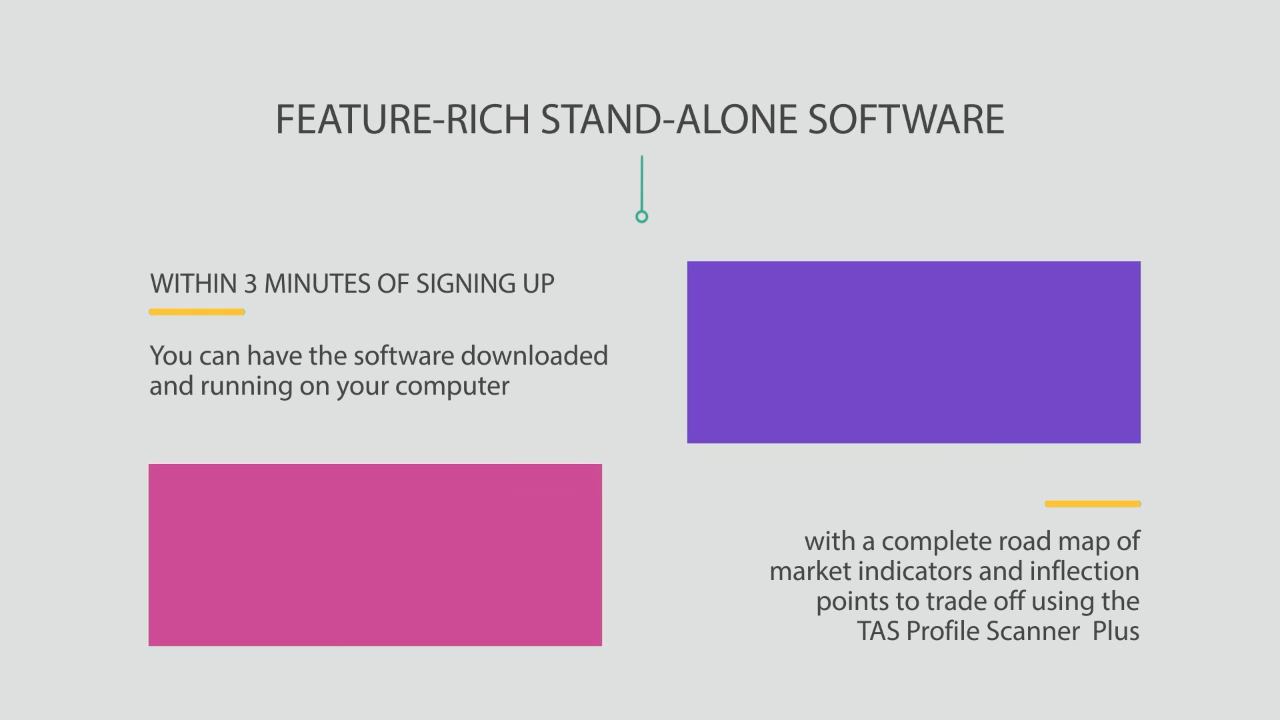 FEATURE-RICH STAND-ALONE SOFTWARE
WITHIN 3 MINUTES OF SIGNING UP
You can have the software downloaded
and running on your computer
with a complete road map of
market indicators and inflection
points to trade off using the
TAS Profile Scanner  Plus